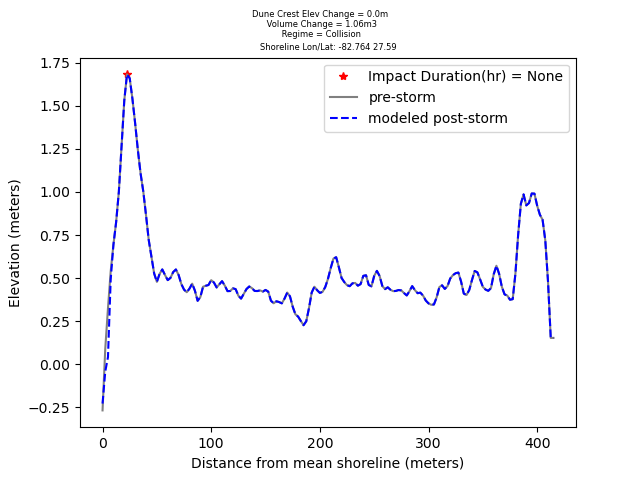 Dune Crest Elev Change = 0.0m
Volume Change = 1.06m3
Regime = Collision
Shoreline Lon/Lat: -82.764 27.59
Impact Duration(hr) = None
pre-storm
modeled post-storm
1.75
1.50
1.25
1.00
0.75
0.50
0.25
0.00
−0.25
Elevation (meters)
0 100 200 300 400
Distance from mean shoreline (meters)